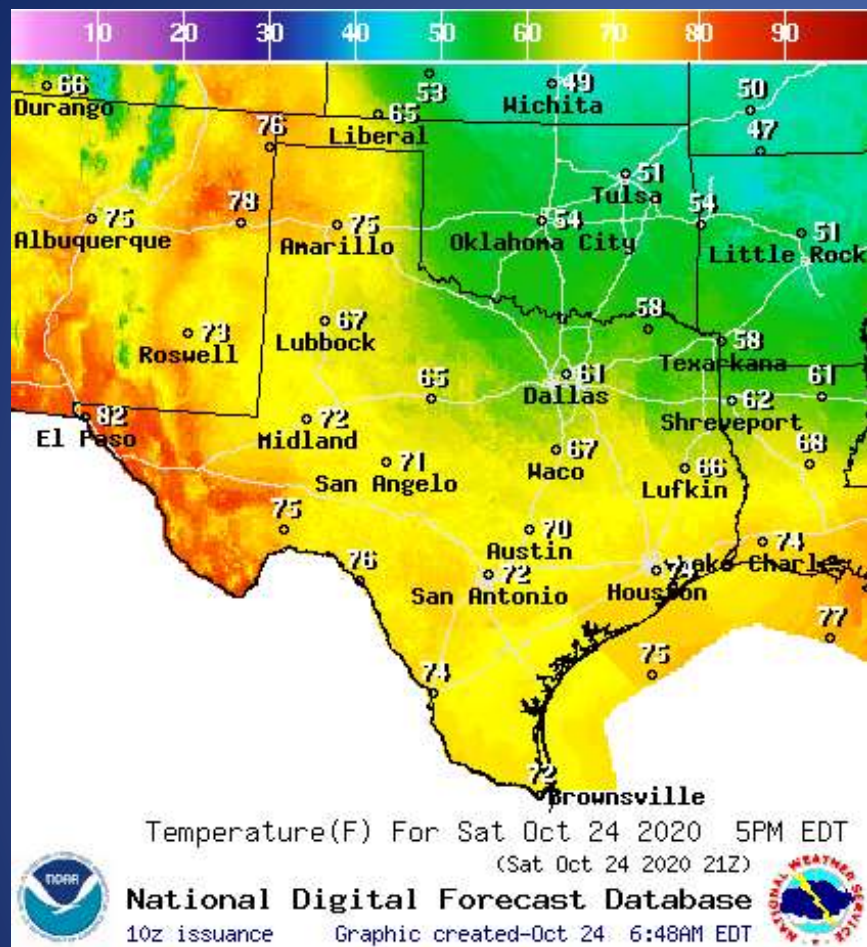 10 20 30 40 50 60 70 80 90
66
Durango
53
49
Wichita
50
65
Liberal
76
47
51
Tulsa
75
Albuquerque
78
75
Amarillo
54
Oklahoma City
54
51
Little Rock
73
Roswell
67
Lubbock
58
58
Texarkana
61
Dallas
65
62
Shreveport
61
82
El Paso
72
Midland
71
San Angelo
67
Waco
66
Lufkin
68
75
70
Austin
74
Lake Charles
76
72
San Antonio
Houston
77
75
74
72
Brownsville
Temperature(F) For Sat Oct 24 2020 5PM EDT
(Sat Oct 24 2020 21Z)
NOAA
National Digital Forecast Database
10z issuance Graphic created-Oct 24 6:48AM EDT
NATIONAL WEATHER SERVICE